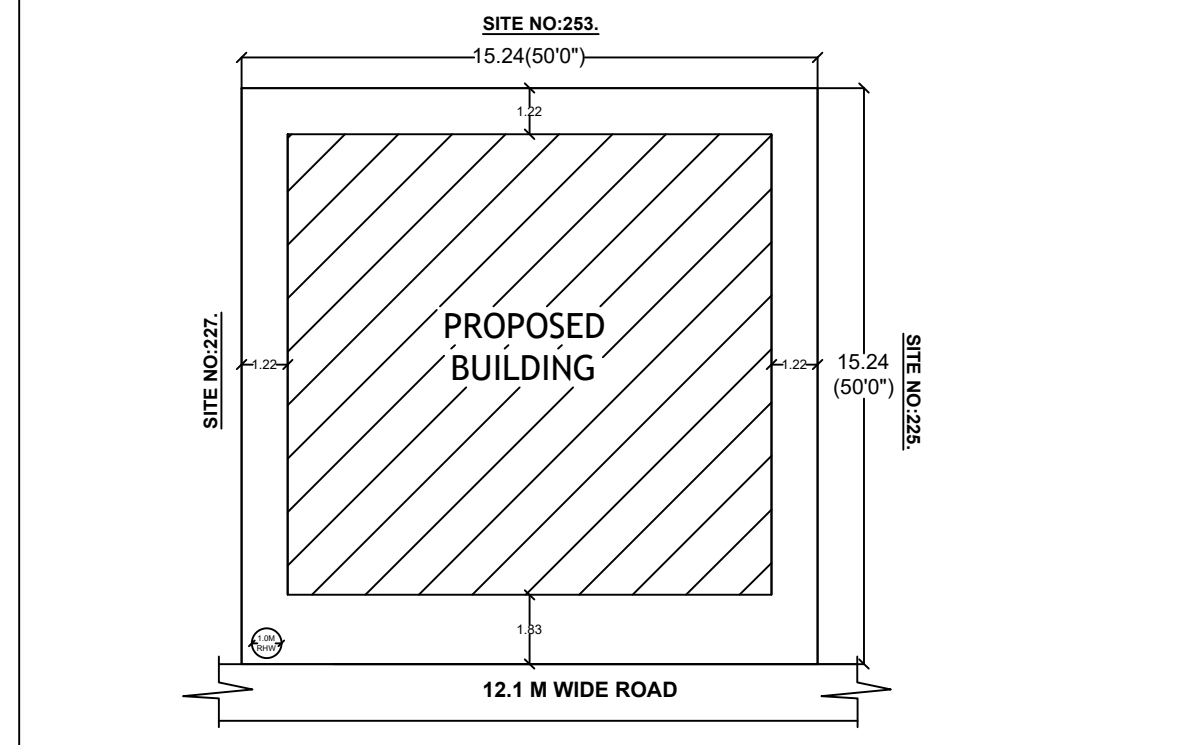 SITE NO:253.
15.24(50'0")
1.22
PROPOSED
BUILDING
SITE NO:227.
1.22
1.22
15.24
(50'0")
SITE NO:225.
1.83
1.0M
RHW
12.1 M WIDE ROAD